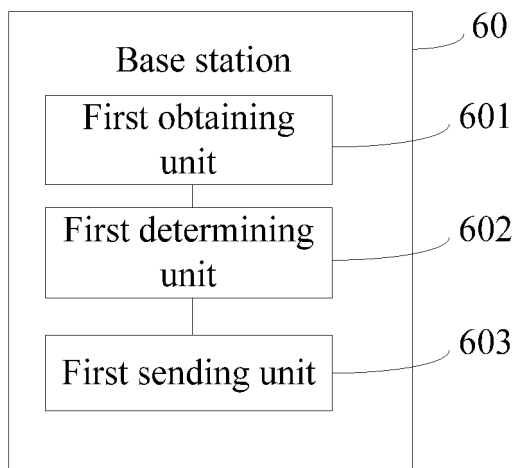 60
Base station
First obtaining
unit
601
First determining
unit
602
First sending unit
603